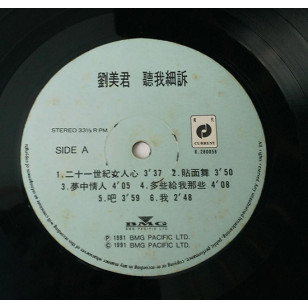 劉美君 聽我細訴
STEREO 33⅓ R.P.M.
SIDE A
CURRENT
6.280058
1.二十一世紀女人心 3'37 2.貼面舞 3'50
3.夢中情人 4'05 4.多些給我那些 4'08
5.吧 3'59 6.我 2'48
BMG
BMG PACIFIC LTD.
℗ 1991 BMG PACIFIC LTD.
© 1991 BMG PACIFIC LTD.